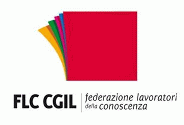 FLC CGIL
federazione lavoratori
della conoscenza